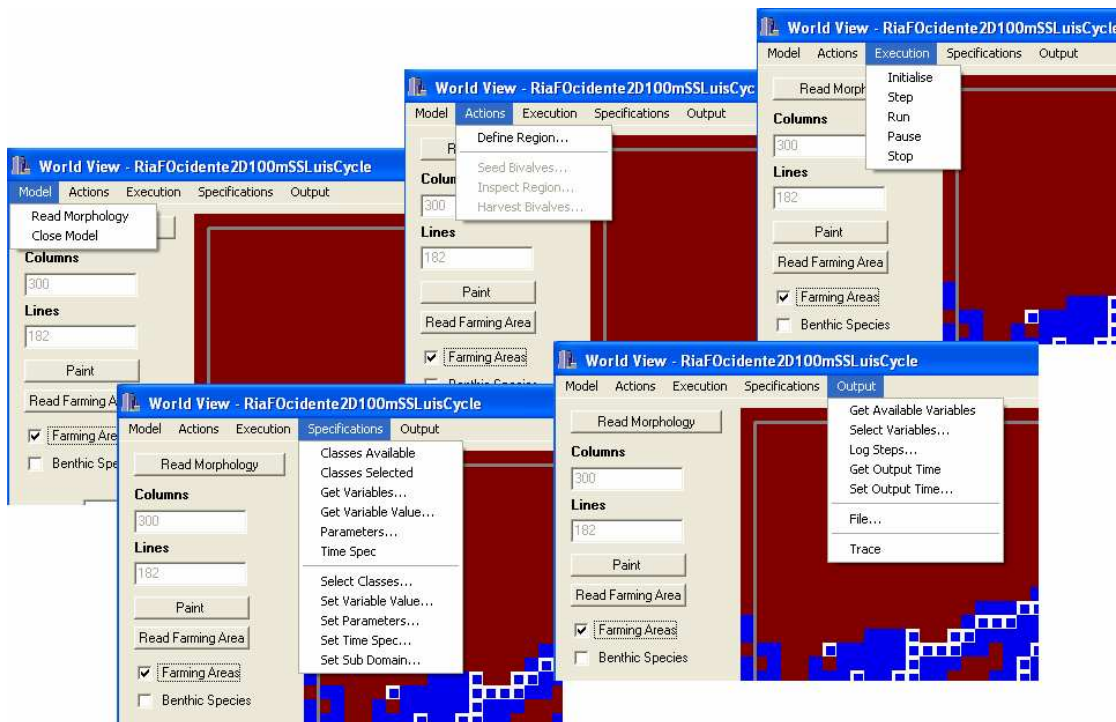 World View - RiaFOcidente2D100mSSLuisCycle
Model Actions Execution Specifications Output
Read Morphology
Close Model
Columns
300
Lines
182
Paint
Read Farming A
Farming Are
Benthic Spe
World View - RiaFOcidente2D100mSSLuisCyc
Model Actions Execution Specifications Output
Define Region...
Seed Bivalves...
Inspect Region...
Harvest Bivalves...
R
Colum
300
Lines
182
Paint
Read Farming Area
Farming Areas
Benthic Species
World View - RiaFOcidente2D100mSSLuisCycle
Model Actions Execution Specifications Output
Initialise
Step
Run
Pause
Stop
Read Morph
Columns
300
Lines
182
Paint
Read Farming Area
Farming Areas
Benthic Species
World View - RiaFOcidente2D100mSSLuisCycle
Model Actions Execution Specifications Output
Classes Available
Classes Selected
Get Variables...
Get Variable Value...
Parameters...
Time Spec
Select Classes...
Set Variable Value...
Set Parameters...
Set Time Spec...
Set Sub Domain...
Read Morphology
Columns
300
Lines
182
Paint
Read Farming Area
Farming Areas
Benthic Species
World View - RiaFOcidente2D100mSSLuisCycle
Model Actions Execution Specifications Output
Get Available Variables
Select Variables...
Log Steps...
Get Output Time
Set Output Time...
File...
Trace
Read Morphology
Columns
300
Lines
182
Paint
Read Farming Area
Farming Areas
Benthic Species